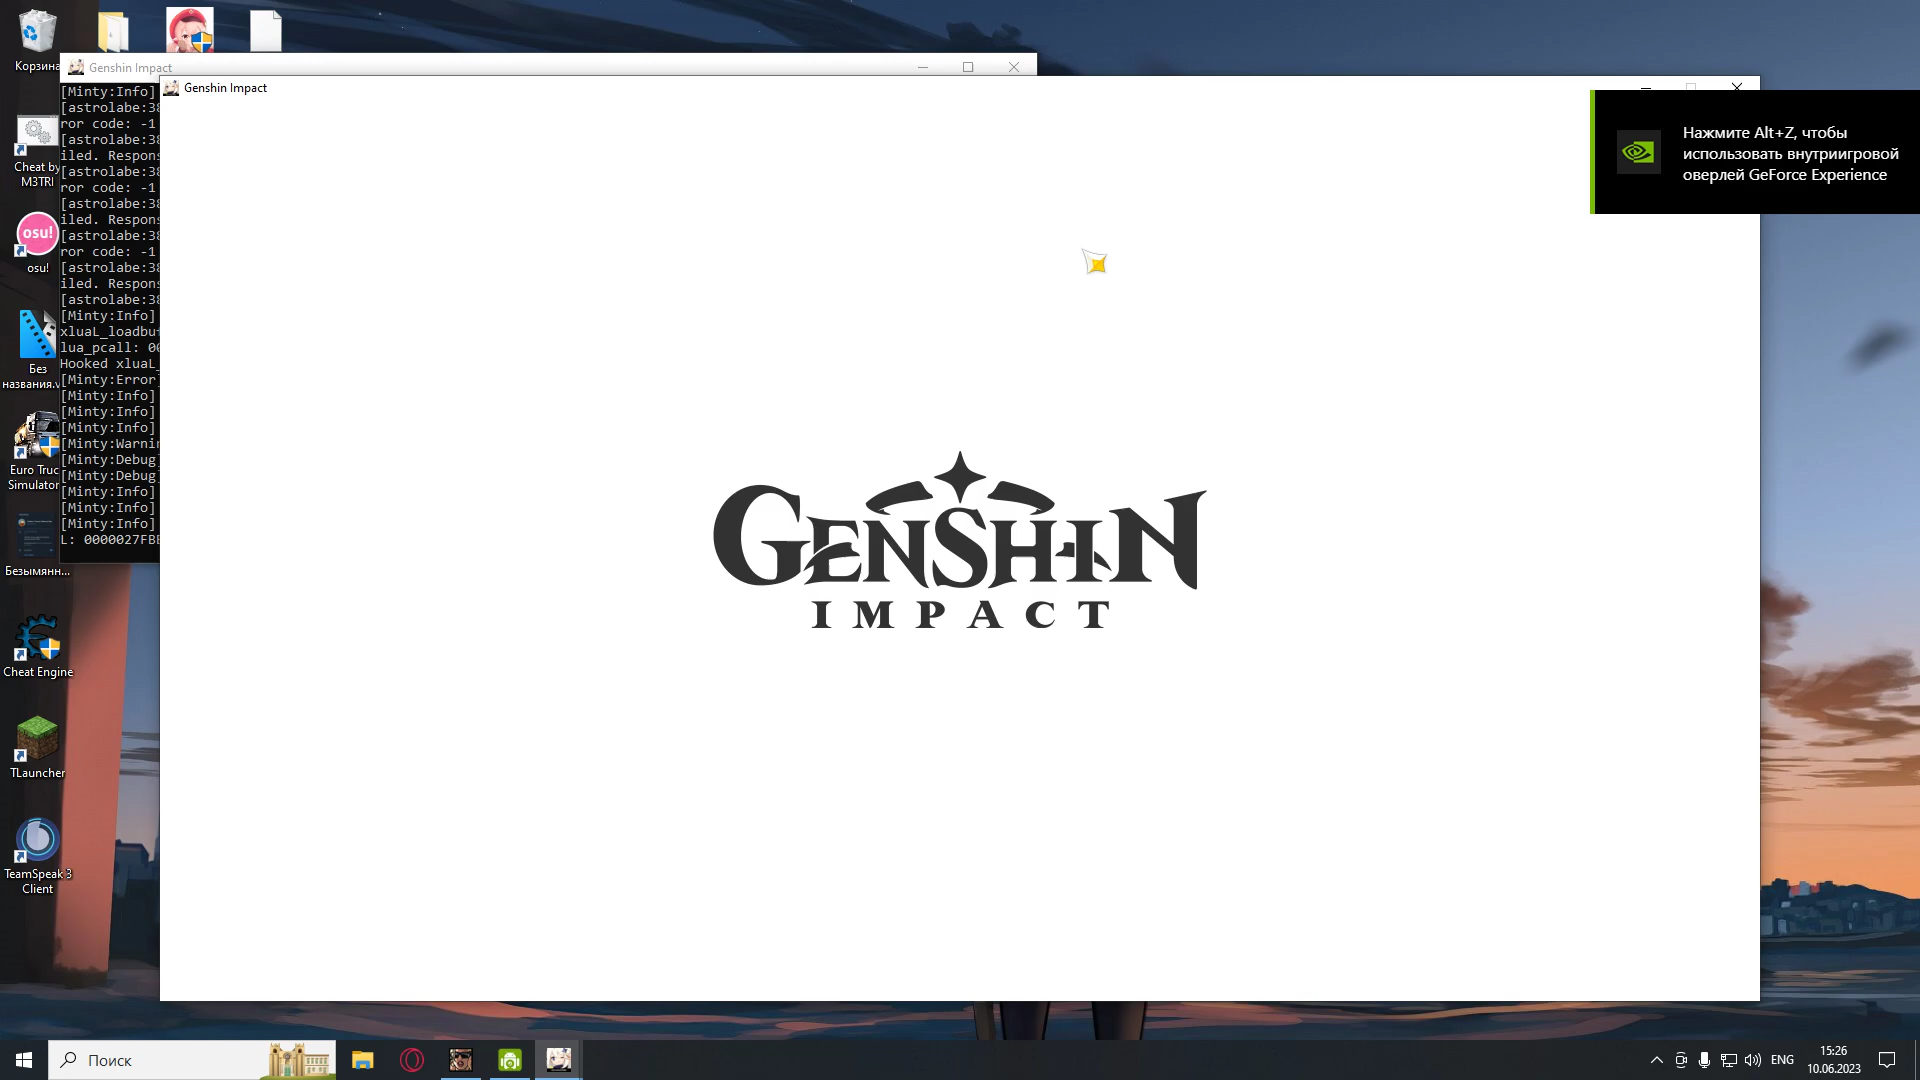 Корзина
Cheat by
M3TRI
osu!
osu!
Без
названия.v
Euro Truc
Simulator
Безымянн...
Cheat Engine
TLauncher
TeamSpeak 3
Client
Genshin Impact
[Minty:Info]
[astrolabe:38
ror code: -1
[astrolabe:38
iled. Respons
[astrolabe:38
ror code: -1
[astrolabe:38
iled. Respons
[astrolabe:38
ror code: -1
[astrolabe:38
iled. Respons
[astrolabe:38
[Minty:Info]
xluaL_loadbuf
lua_pcall: 00
Hooked xluaL_
[Minty:Error]
[Minty:Info]
[Minty:Info]
[Minty:Info]
[Minty:Warnin
[Minty:Debug]
[Minty:Debug]
[Minty:Info]
[Minty:Info]
[Minty:Info]
L: 0000027FBE
Genshin Impact
GENSHIN
IMPACT
Нажмите Alt+Z, чтобы
использовать внутриигровой
оверлей GeForce Experience
Поиск
ENG
15:26
10.06.2023